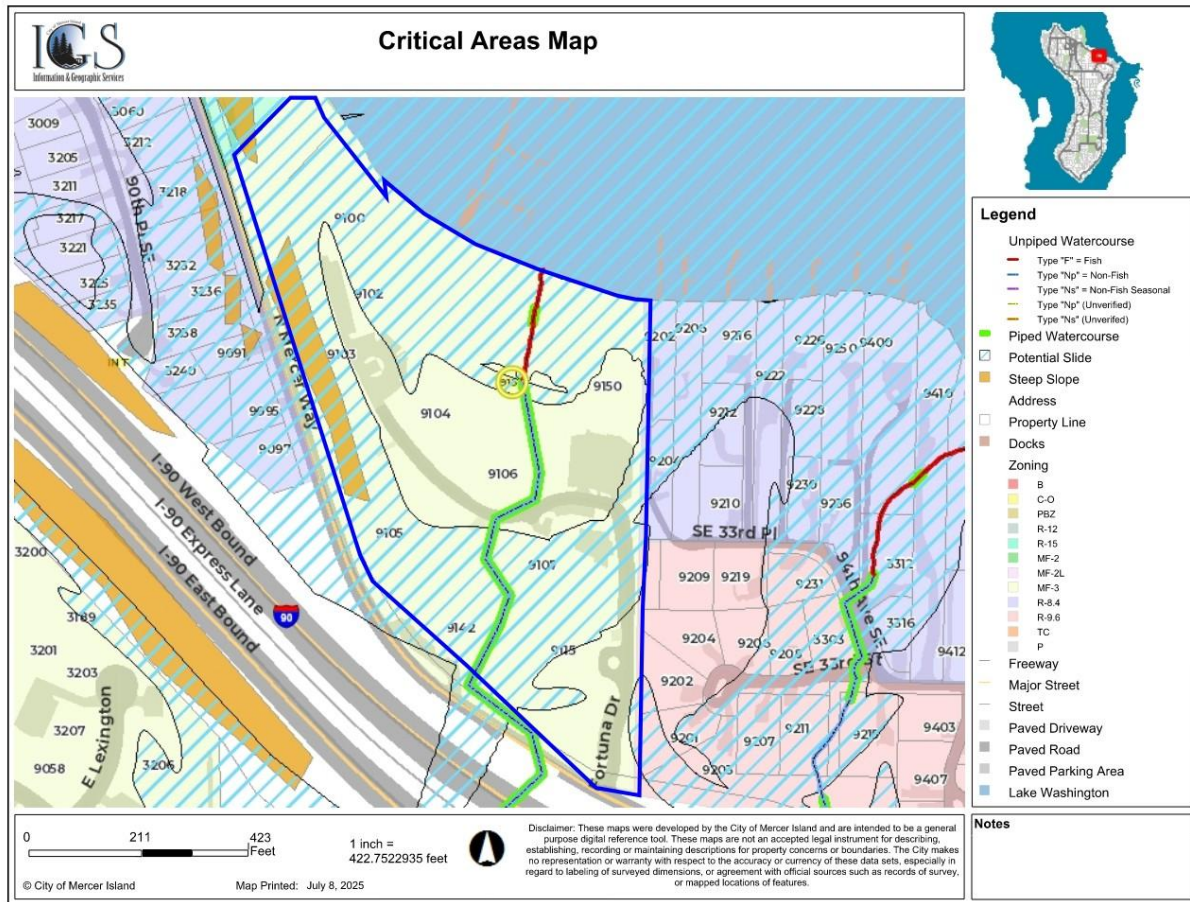 City of Mercer Island
IGS
Information & Geographic Services
Critical Areas Map
3009
3060
3205
3212
3211
90th Pl SE
3218
3217
3221
3232
3225
3236
3235
3238
9091
3240
INT
9095
9097
N Mercer Way
9100
9102
9103
9104
9106
9150
9105
9107
9142
9115
Fortuna Dr
I-90 West Bound
I-90 Express Lane
I-90 East Bound
90
3200
3189
3201
3203
3207
9058
3206
E Lexington
9202
9206
9216
9226
9250
9400
9222
9416
9212
9228
9204
9230
9210
9236
SE 33rd Pl
94th Ave SE
3312
9209
9219
9231
3316
9204
9206
3303
9208
SE 33rd St
9412
9202
9201
9207
9211
9215
9403
9205
9407
Legend
Unpiped Watercourse
Type "F" = Fish
Type "Np" = Non-Fish
Type "Ns" = Non-Fish Seasonal
Type "Np" (Unverified)
Type "Ns" (Unverifed)
Piped Watercourse
Potential Slide
Steep Slope
Address
Property Line
Docks
Zoning
B
C-O
PBZ
R-12
R-15
MF-2
MF-2L
MF-3
R-8.4
R-9.6
TC
P
Freeway
Major Street
Street
Paved Driveway
Paved Road
Paved Parking Area
Lake Washington
Notes
0 211 423
Feet
1 inch =
422.7522935 feet
© City of Mercer Island
Map Printed: July 8, 2025
Disclaimer: These maps were developed by the City of Mercer Island and are intended to be a general
purpose digital reference tool. These maps are not an accepted legal instrument for describing,
establishing, recording or maintaining descriptions for property concerns or boundaries. The City makes
no representation or warranty with respect to the accuracy or currency of these data sets, especially in
regard to labeling of surveyed dimensions, or agreement with official sources such as records of survey,
or mapped locations of features.